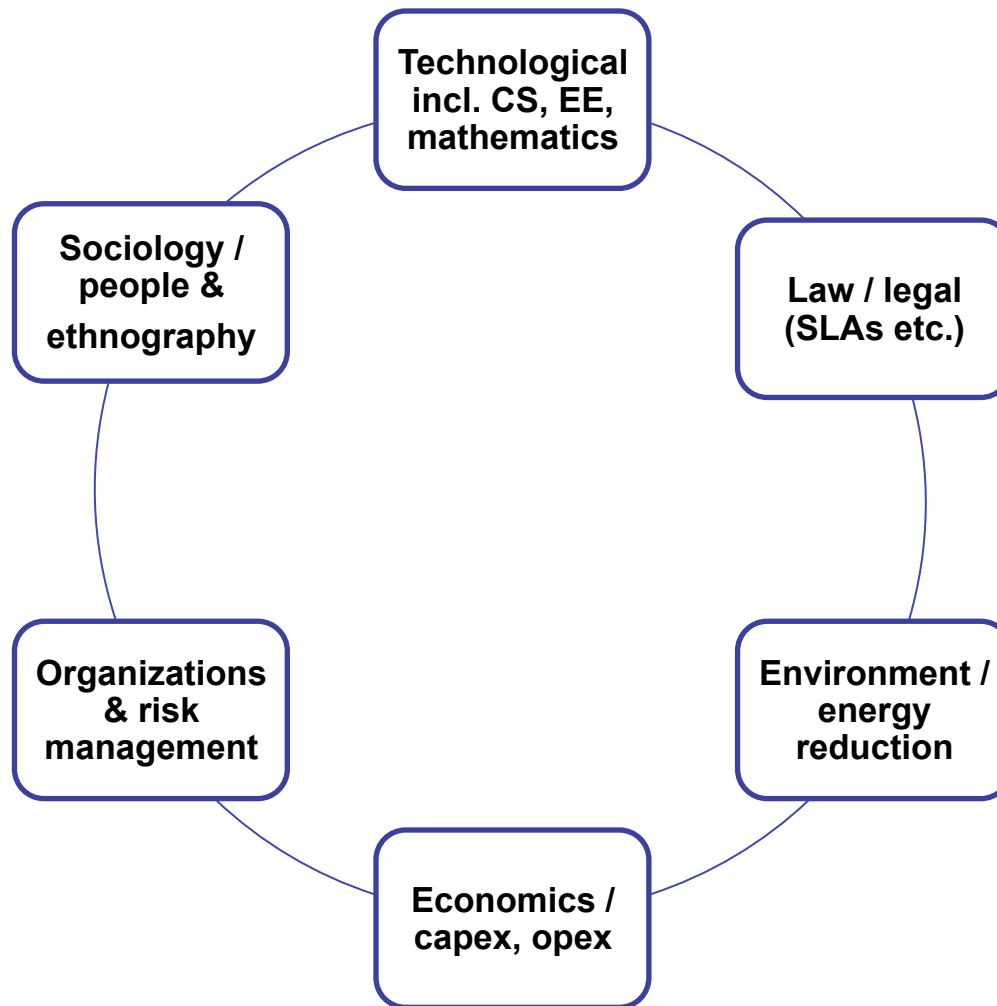 Technological
incl. CS, EE,
mathematics
Law / legal
(SLAs etc.)
Environment /
energy
reduction
Economics /
capex, opex
Organizations
& risk
management
Sociology /
people &
ethnography